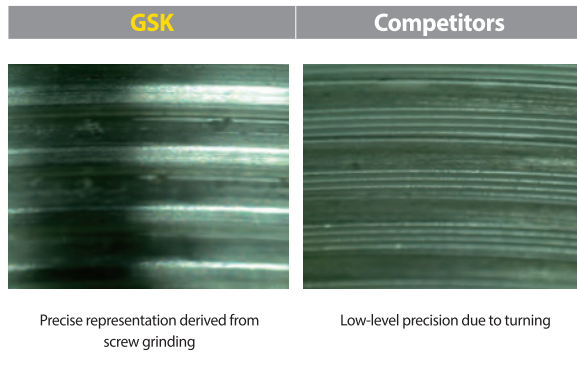 GSK
Competitors
Precise representation derived from
screw grinding
Low-level precision due to turning